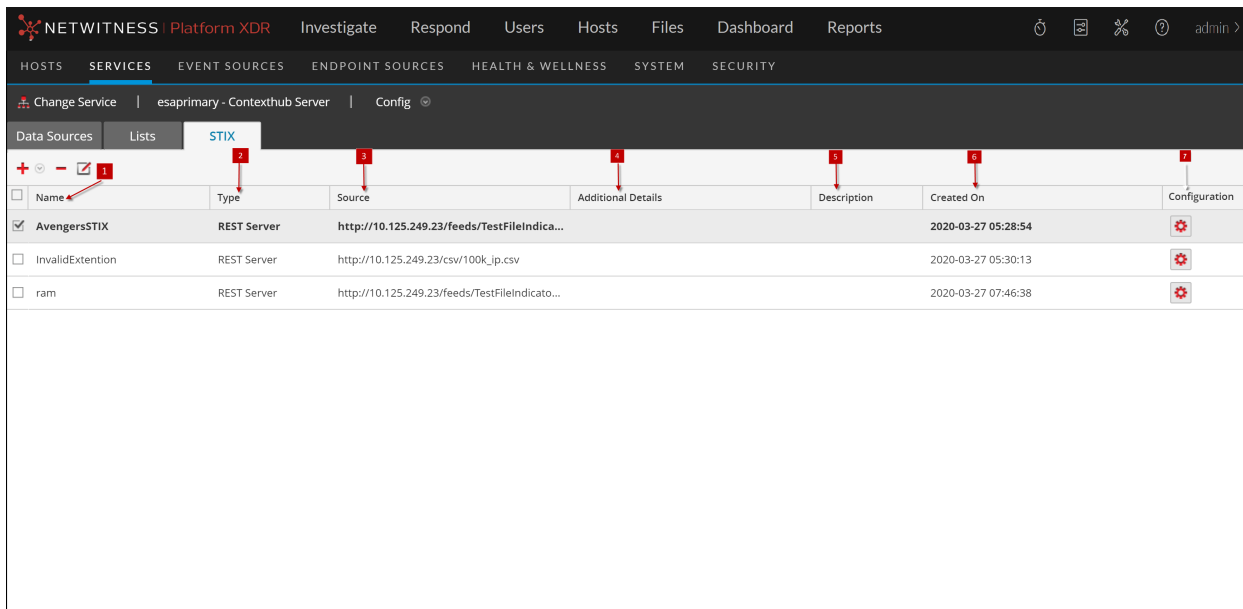 NETWITNESS Platform XDR Investigate Respond Users Hosts Files Dashboard Reports admin
HOSTS SERVICES EVENT SOURCES ENDPOINT SOURCES HEALTH & WELLNESS SYSTEM SECURITY
Change Service | esaprimary - Contexthub Server | Config
Data Sources Lists STIX
1 2 3 4 5 6 7
Name Type Source Additional Details Description Created On Configuration
AvengersSTIX REST Server http://10.125.249.23/feeds/TestFileIndica... 2020-03-27 05:28:54
InvalidExtention REST Server http://10.125.249.23/csv/100k_ip.csv 2020-03-27 05:30:13
ram REST Server http://10.125.249.23/feeds/TestFileIndicato... 2020-03-27 07:46:38